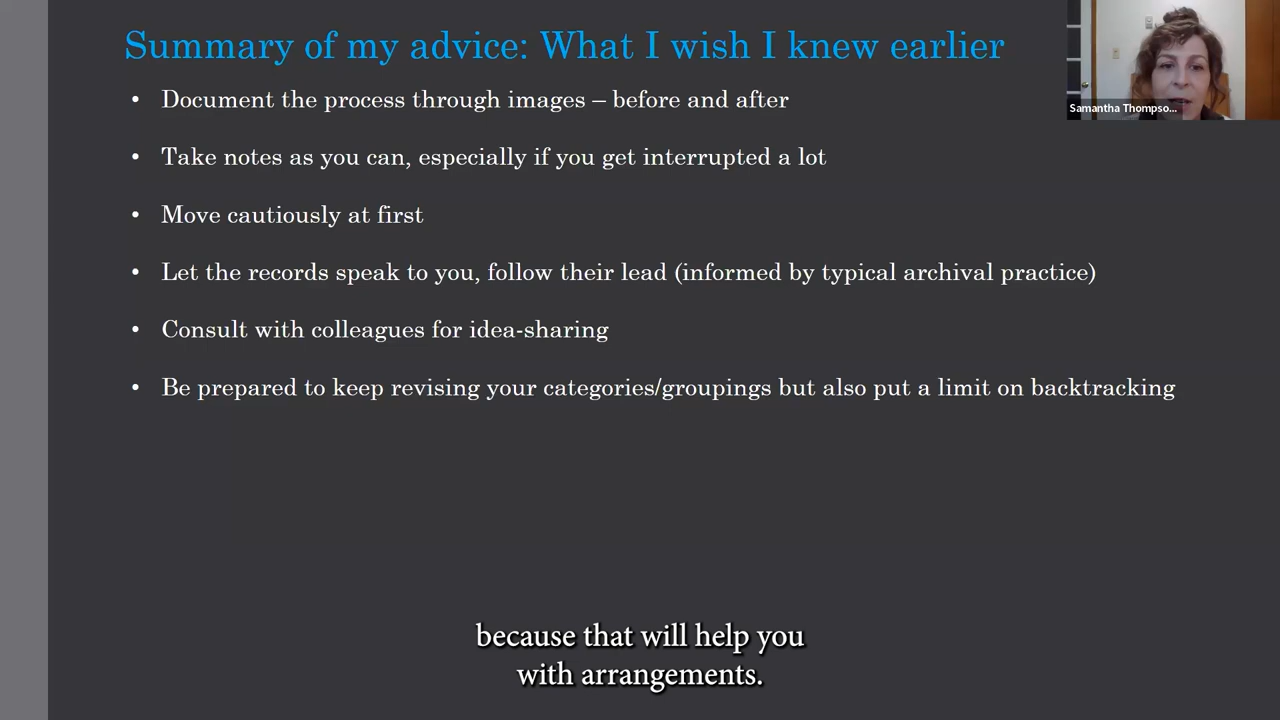 Summary of my advice: What I wish I knew earlier
• Document the process through images – before and after
• Take notes as you can, especially if you get interrupted a lot
• Move cautiously at first
• Let the records speak to you, follow their lead (informed by typical archival practice)
• Consult with colleagues for idea-sharing
• Be prepared to keep revising your categories/groupings but also put a limit on backtracking
Samantha Thompso...
because that will help you
with arrangements.